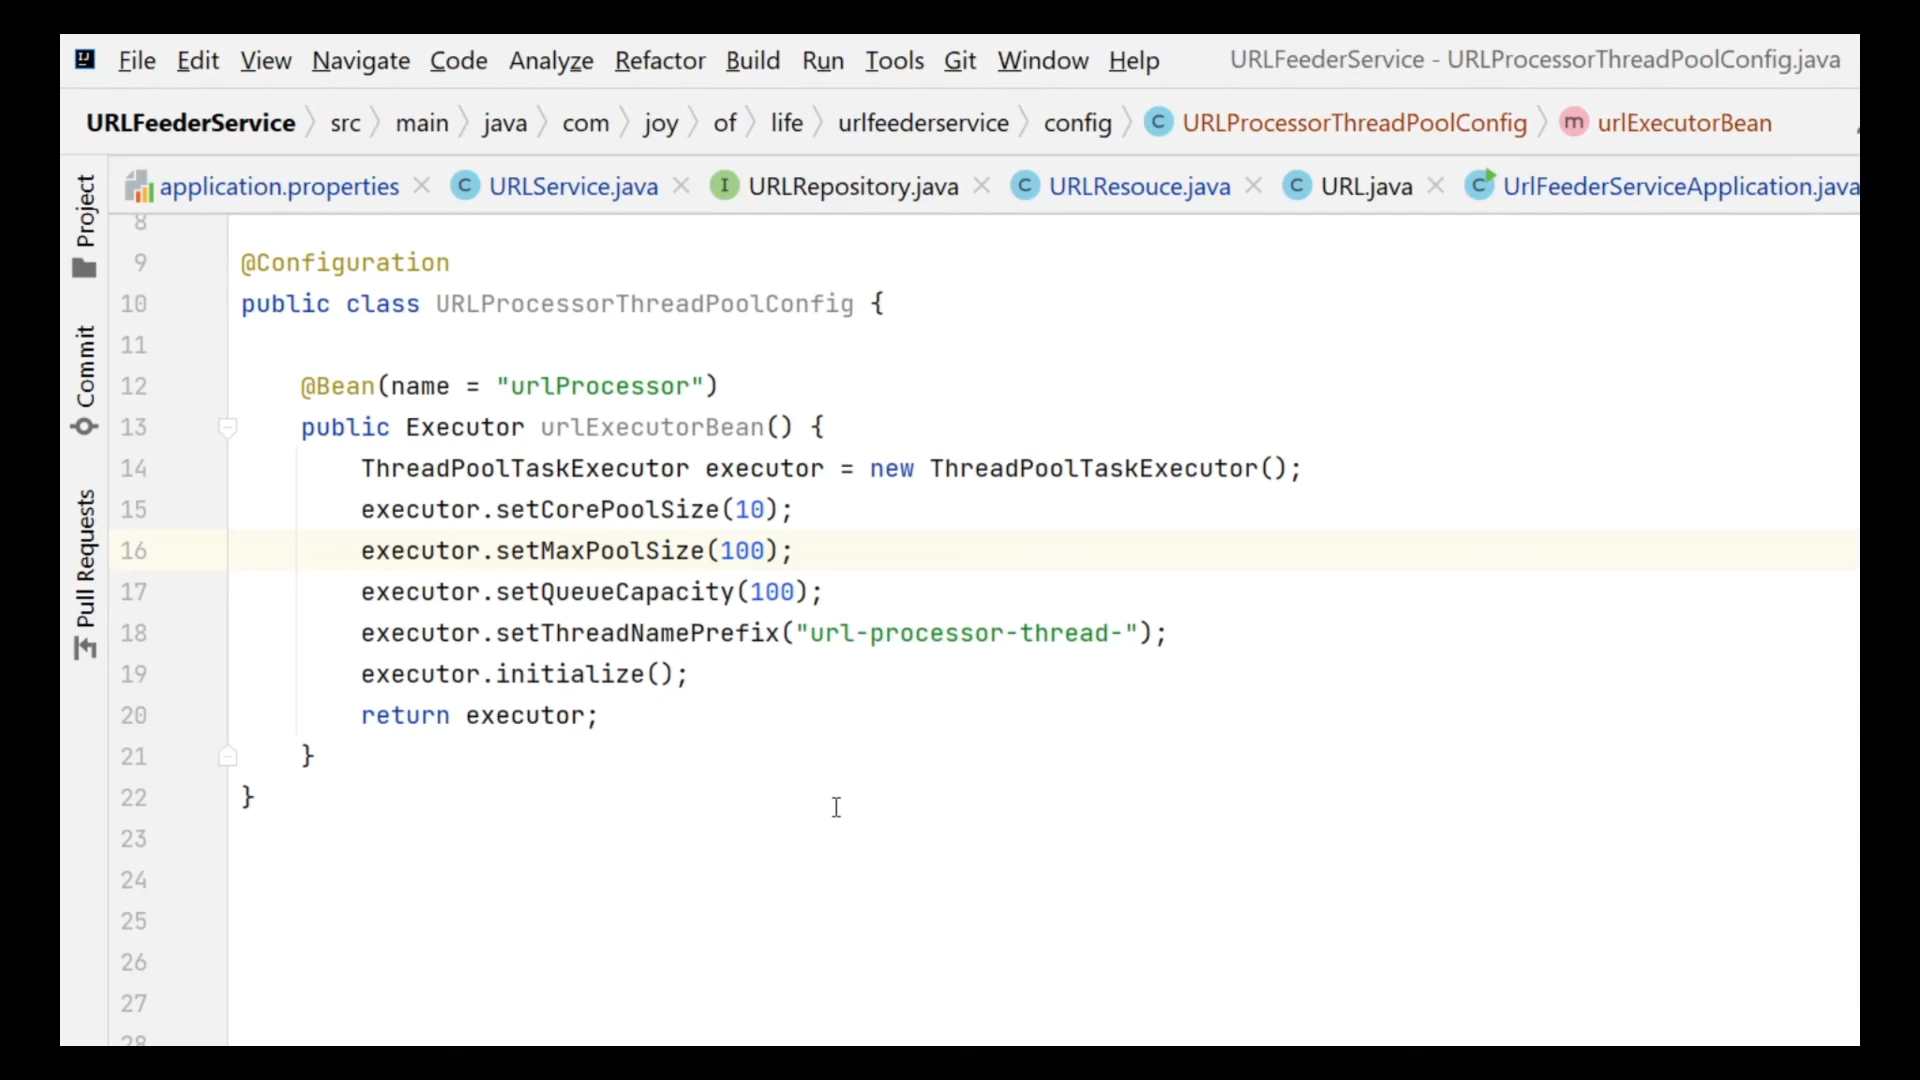 File Edit View Navigate Code Analyze Refactor Build Run Tools Git Window Help URLFeederService - URLProcessorThreadPoolConfig.java
URLFeederService src main java com joy of life urlfeederservice config C URLProcessorThreadPoolConfig m urlExecutorBean
application.properties C URLService.java I URLRepository.java C URLResouce.java C URL.java C UrlFeederServiceApplication.java
Project
Commit
Pull Requests
8
9 @Configuration
10 public class URLProcessorThreadPoolConfig {
11
12 @Bean(name = "urlProcessor")
13 public Executor urlExecutorBean() {
14 ThreadPoolTaskExecutor executor = new ThreadPoolTaskExecutor();
15 executor.setCorePoolSize(10);
16 executor.setMaxPoolSize(100);
17 executor.setQueueCapacity(100);
18 executor.setThreadNamePrefix("url-processor-thread-");
19 executor.initialize();
20 return executor;
21 }
22 }
23
24
25
26
27
28